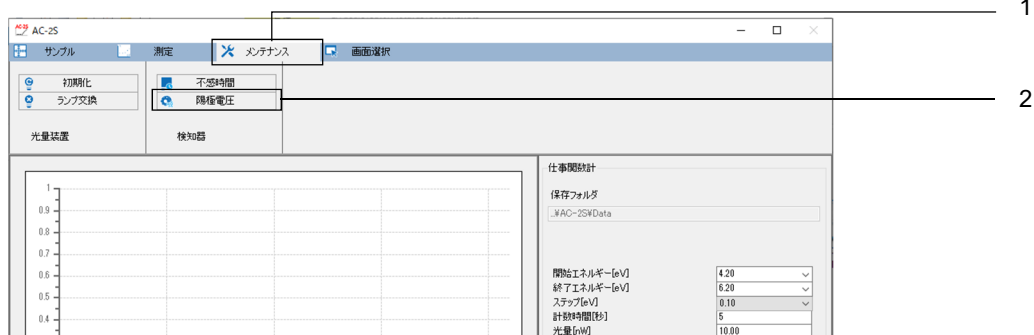 1
AC-2S AC-2S
サンプル 測定 メンテナンス 画面選択
初期化 不感時間
ランプ交換 陽極電圧
2
光量装置 検知器
仕事関数計
保存フォルダ
..¥AC-2S¥Data
1
0.9
0.8
0.7
0.6
0.5
0.4
開始エネルギー[eV] 4.20
終了エネルギー[eV] 6.20
ステップ[eV] 0.10
計数時間[秒] 5
光量[nW] 10.00